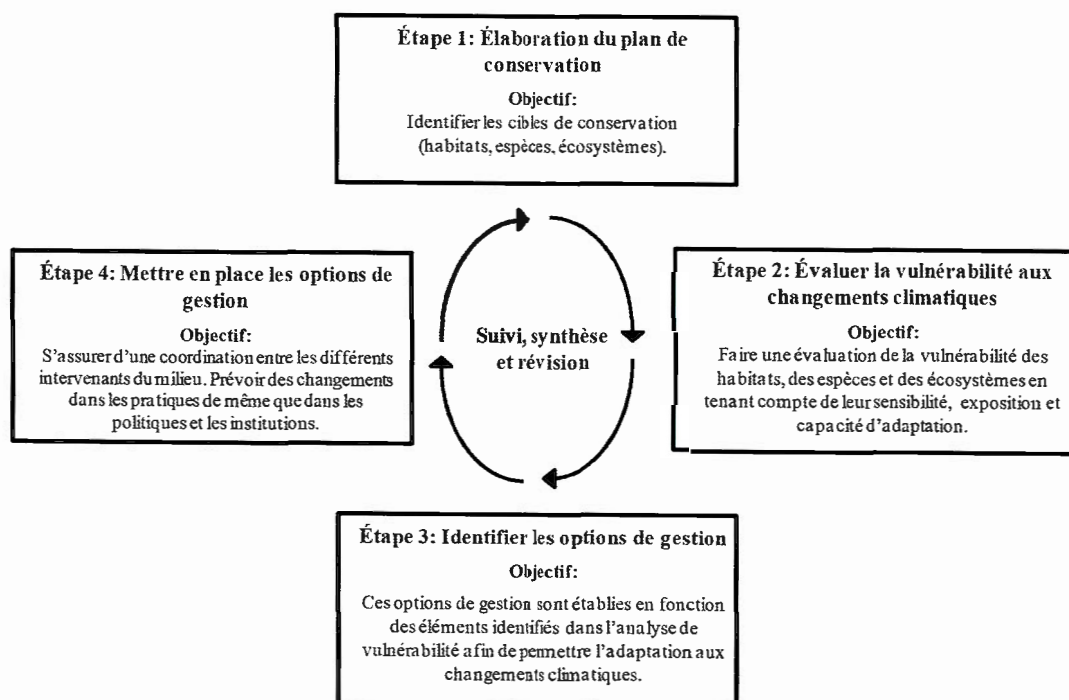 Étape 1: Élaboration du plan de
conservation
Objectif:
Identifier les cibles de conservation
(habitats, espèces, écosystèmes).
Étape 2: Évaluer la vulnérabilité aux
changements climatiques
Objectif:
Faire une évaluation de la vulnérabilité des
habitats, des espèces et des écosystèmes en
tenant compte de leur sensibilité, exposition et
capacité d'adaptation.
Étape 3: Identifier les options de gestion
Objectif:
Ces options de gestion sont établies en fonction
des éléments identifiés dans l'analyse de
vulnérabilité afin de permettre l'adaptation aux
changements climatiques.
Étape 4: Mettre en place les options de
gestion
Objectif:
S'assurer d'une coordination entre les différents
intervenants du milieu. Prévoir des changements
dans les pratiques de même que dans les
politiques et les institutions.
Suivi, synthèse
et révision